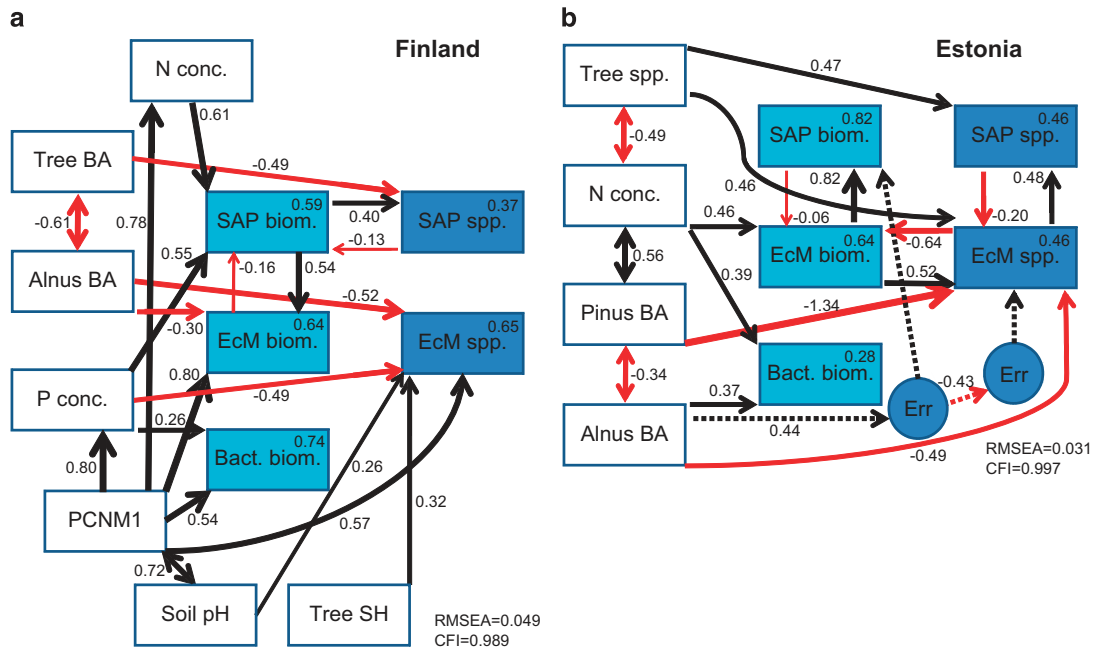 a
Finland
N conc.
0.61
Tree BA
-0.49
-0.61
0.78
0.59
SAP biom.
0.40
0.37
SAP spp.
-0.13
0.55
Alnus BA
-0.16
0.54
-0.52
-0.30
0.64
EcM biom.
0.65
EcM spp.
P conc.
0.80
-0.49
0.26
0.74
Bact. biom.
0.80
0.26
0.32
PCNM1
0.54
0.57
0.72
Soil pH
Tree SH
RMSEA=0.049
CFI=0.989
b
Estonia
Tree spp.
0.47
0.82
SAP biom.
0.46
SAP spp.
-0.49
0.46
0.82
0.48
N conc.
0.46
-0.06
-0.20
0.64
EcM biom.
-0.64
0.46
EcM spp.
0.56
0.39
0.52
Pinus BA
-1.34
-0.34
0.28
Bact. biom.
0.37
Err
-0.43
Err
Alnus BA
0.44
-0.49
RMSEA=0.031
CFI=0.997